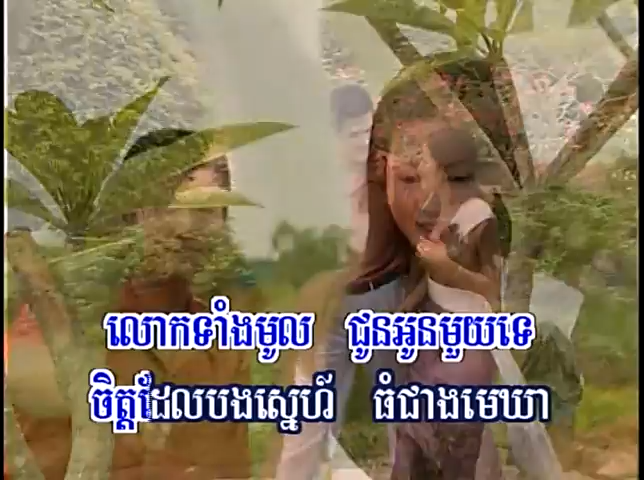 លោកទាំងមូល ជូនអូនមួយទេ
ចិត្តដែលបងស្នេហ៍ ធំជាងមេឃា